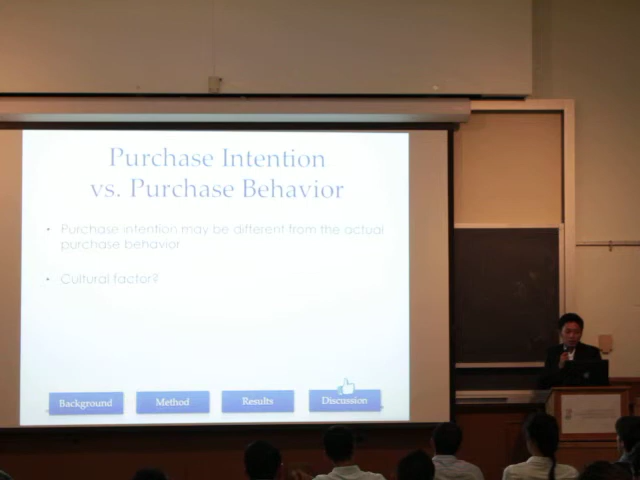 Purchase Intention
vs. Purchase Behavior
• Purchase intention may be different from the actual
purchase behavior
• Cultural factor?
Background
Method
Results
Discussion